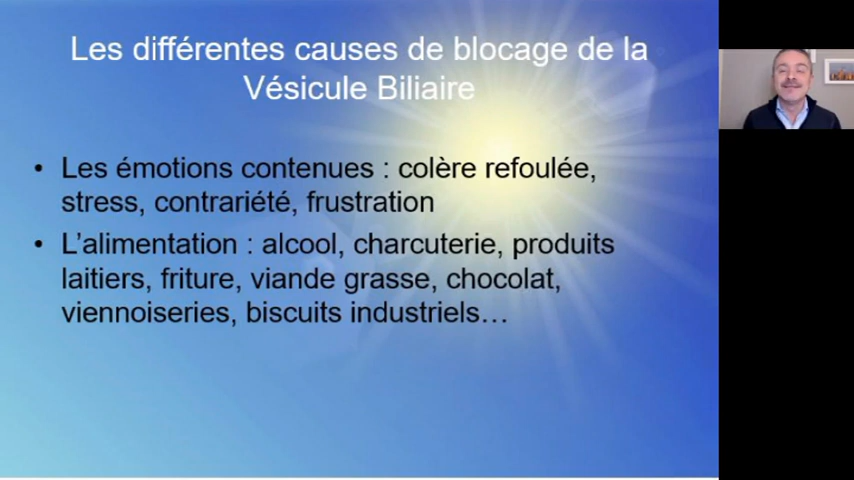 Les différentes causes de blocage de la
Vésicule Biliaire
• Les émotions contenues : colère refoulée,
stress, contrariété, frustration
• L’alimentation : alcool, charcuterie, produits
laitiers, friture, viande grasse, chocolat,
viennoiseries, biscuits industriels…